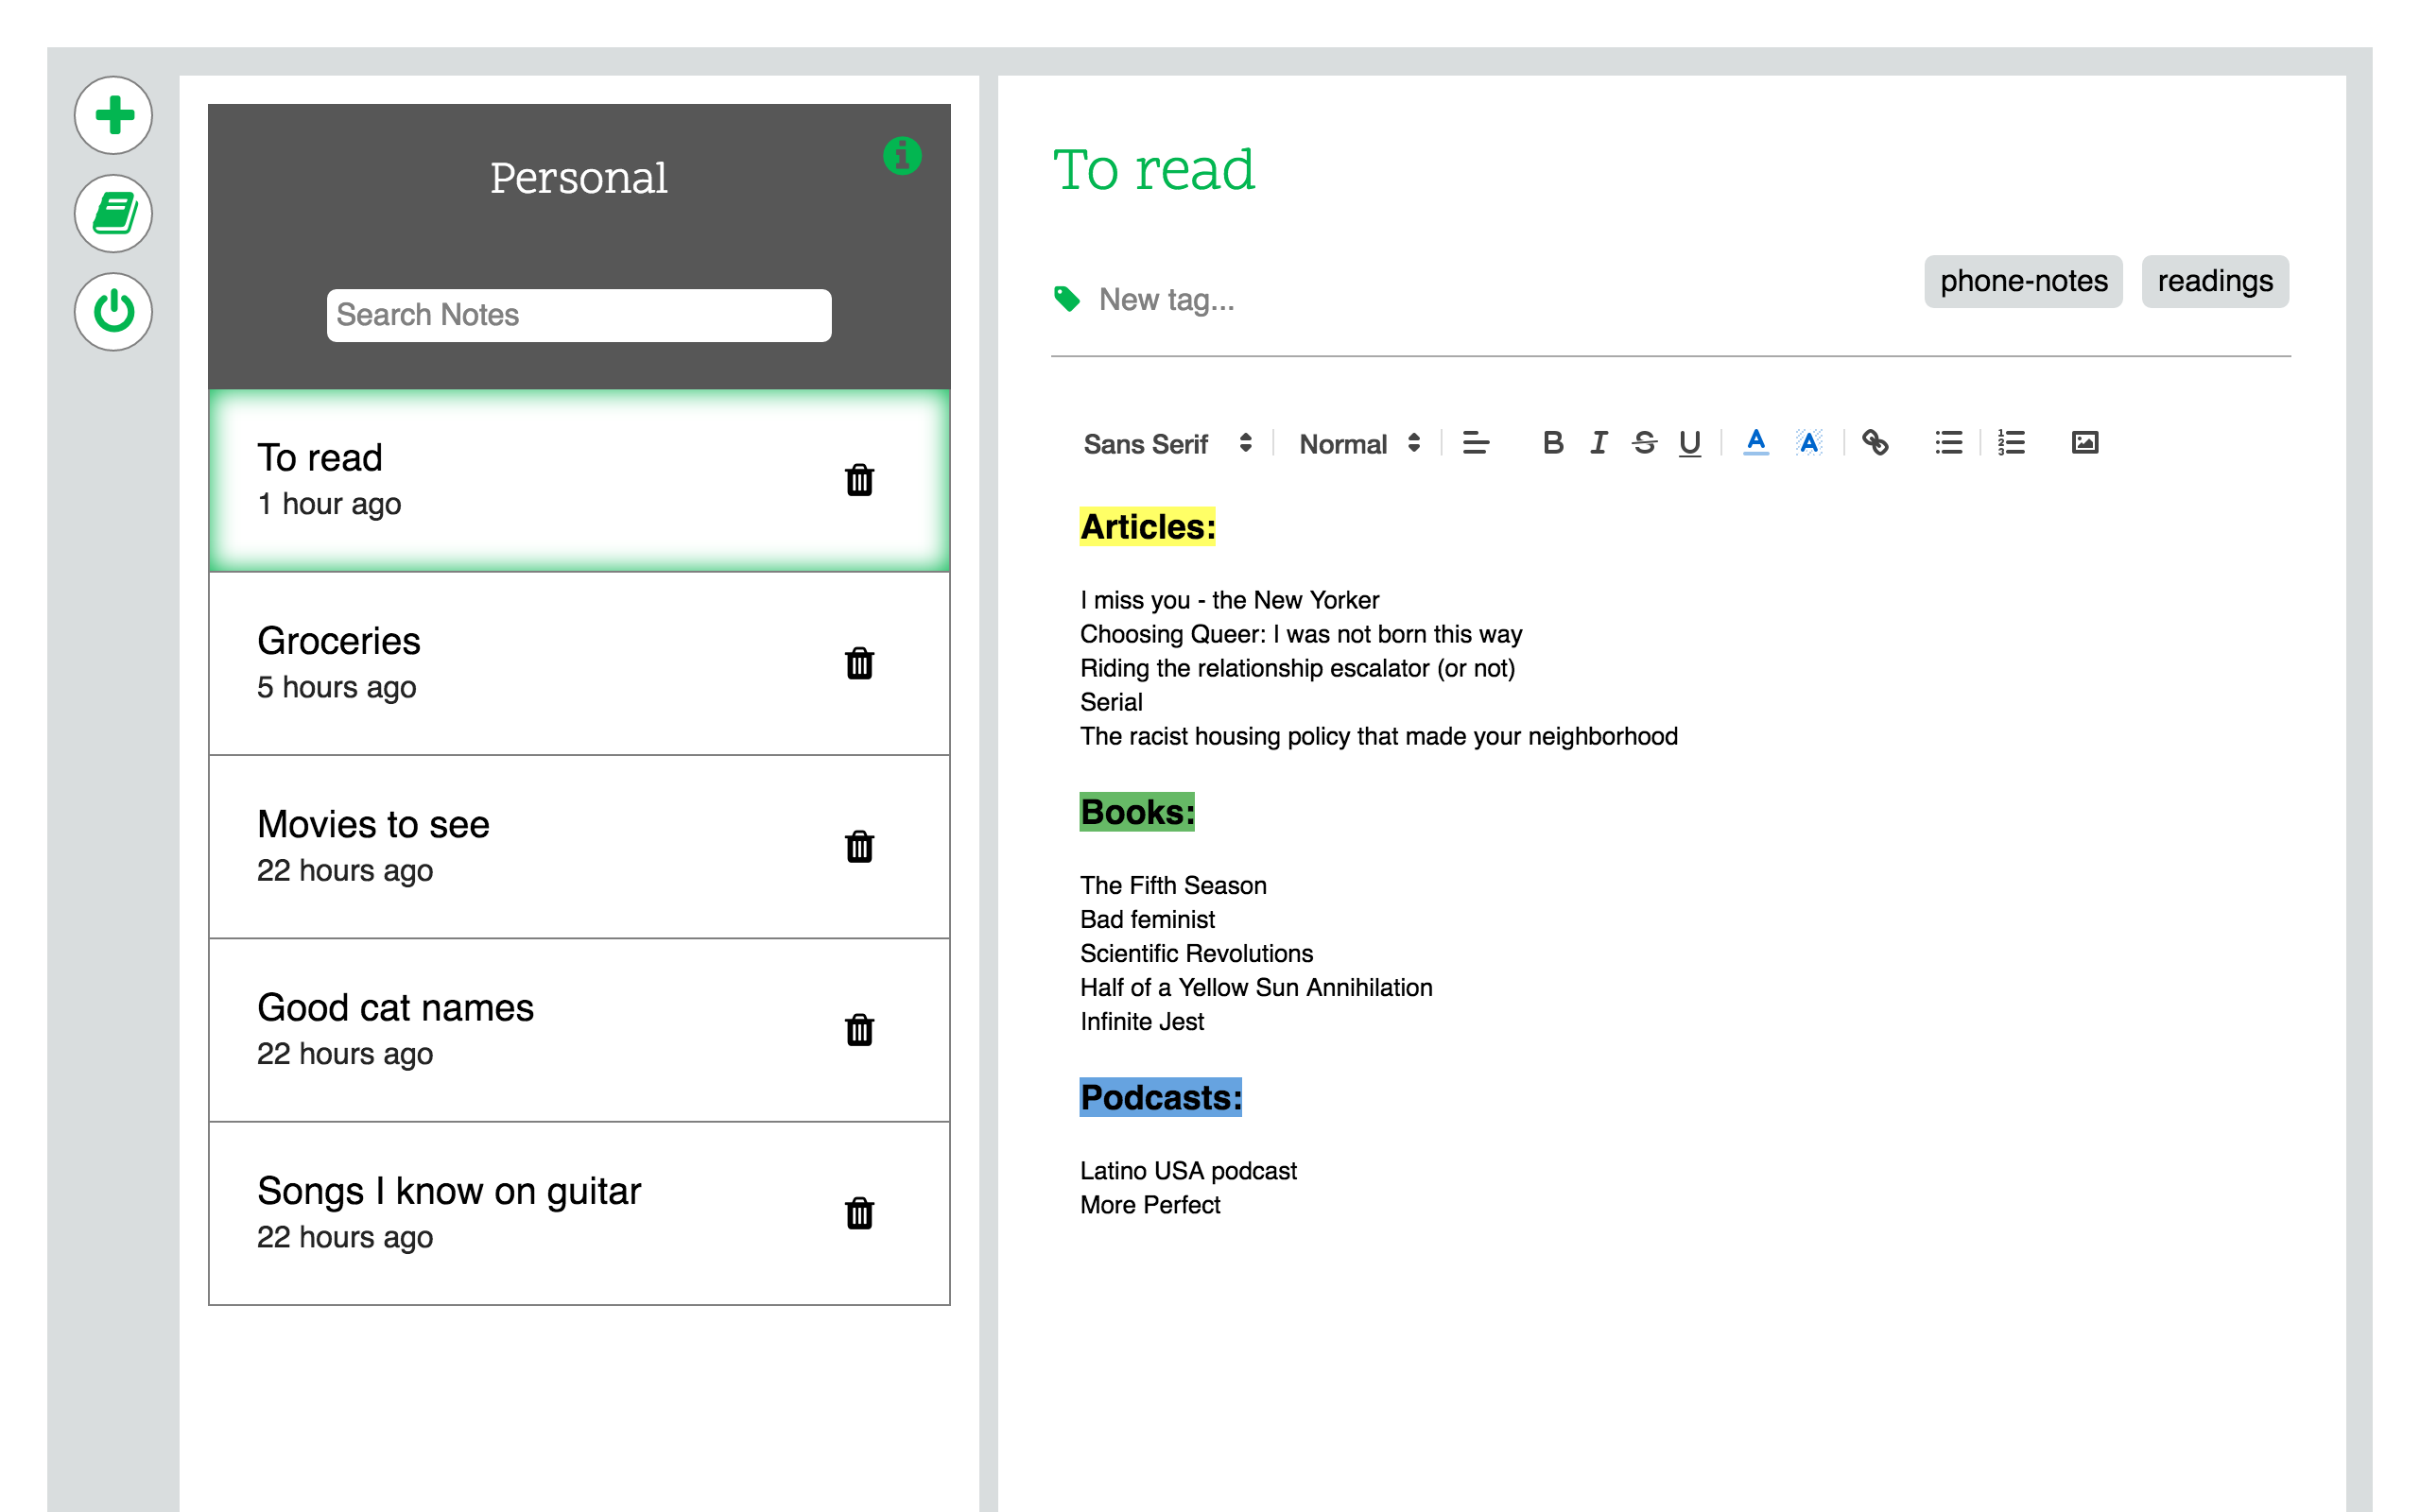 Personal
Search Notes
To read
1 hour ago
Groceries
5 hours ago
Movies to see
22 hours ago
Good cat names
22 hours ago
Songs I know on guitar
22 hours ago
To read
New tag...
phone-notes readings
Sans Serif Normal
Articles:
I miss you - the New Yorker
Choosing Queer: I was not born this way
Riding the relationship escalator (or not)
Serial
The racist housing policy that made your neighborhood
Books:
The Fifth Season
Bad feminist
Scientific Revolutions
Half of a Yellow Sun Annihilation
Infinite Jest
Podcasts:
Latino USA podcast
More Perfect